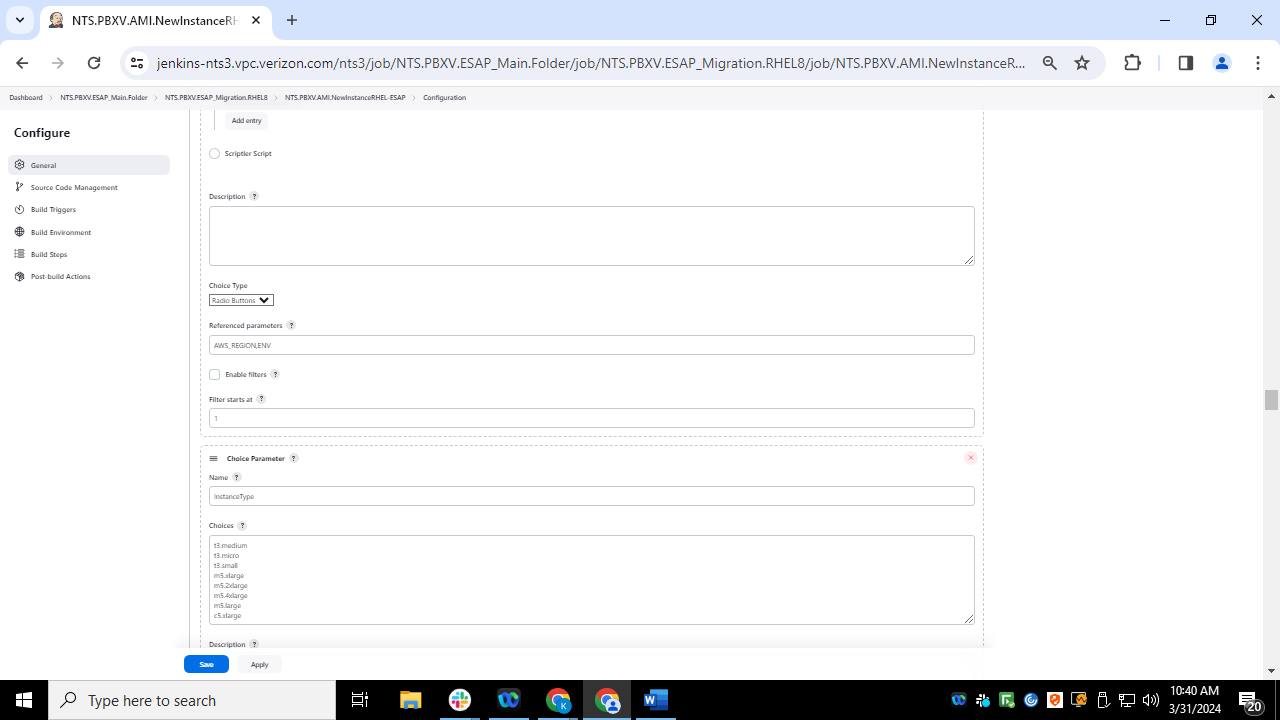 NTS.PBXV.AMI.NewInstanceRH
jenkins-nts3.vpc.verizon.com/nts3/job/NTS.PBXV.ESAP_Main.Folder/job/NTS.PBXV.ESAP_Migration.RHEL8/job/NTS.PBXV.AMI.NewInstanceR...
Dashboard > NTS.PBXV.ESAP_Main.Folder > NTS.PBXV.ESAP_Migration.RHEL8 > NTS.PBXV.AMI.NewInstanceRHEL-ESAP > Configuration
Configure
General
Source Code Management
Build Triggers
Build Environment
Build Steps
Post-build Actions
Add entry
Scriptler Script
Description ?
Choice Type
Radio Buttons
Referenced parameters ?
AWS_REGION,ENV
Enable filters ?
Filter starts at ?
1
Choice Parameter ?
Name ?
InstanceType
Choices ?
t3.medium
t3.micro
t3.small
m5.xlarge
m5.2xlarge
m5.4xlarge
m5.large
c5.xlarge
Description ?
Save
Apply
Type here to search
K
10:40 AM
3/31/2024
20